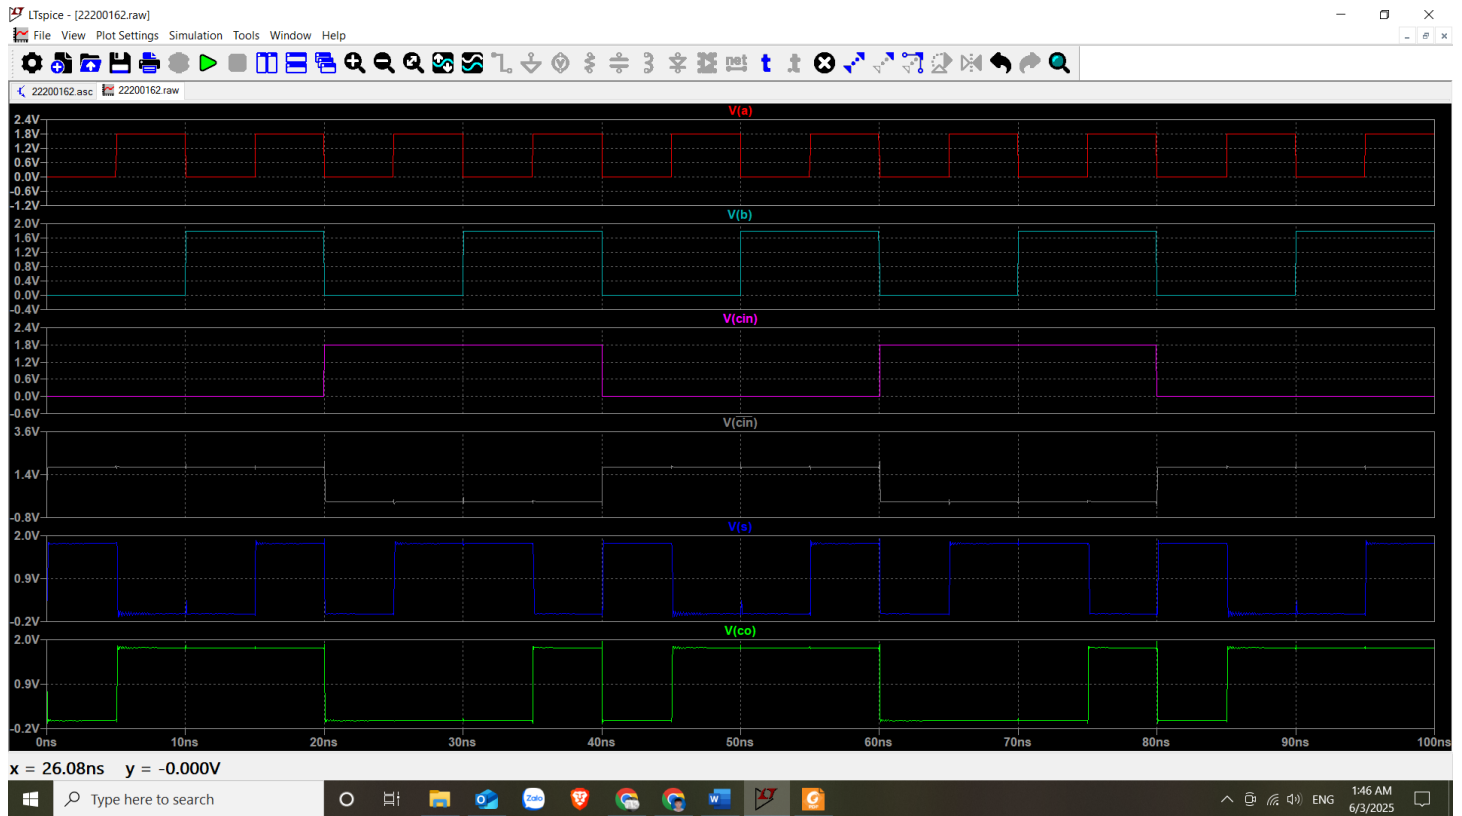 LTspice - [22200162.raw]
File View Plot Settings Simulation Tools Window Help
net t t
22200162.asc 22200162.raw
V(a)
2.4V
1.8V
1.2V
0.6V
0.0V
-0.6V
-1.2V
V(b)
2.0V
1.6V
1.2V
0.8V
0.4V
0.0V
-0.4V
V(cin)
2.4V
1.8V
1.2V
0.6V
0.0V
-0.6V
V(c̅i̅n̅)
3.6V
1.4V
-0.8V
V(s)
2.0V
0.9V
-0.2V
V(co)
2.0V
0.9V
-0.2V
0ns 10ns 20ns 30ns 40ns 50ns 60ns 70ns 80ns 90ns 100ns
x = 26.08ns y = -0.000V
Type here to search
Zalo
ENG
1:46 AM
6/3/2025